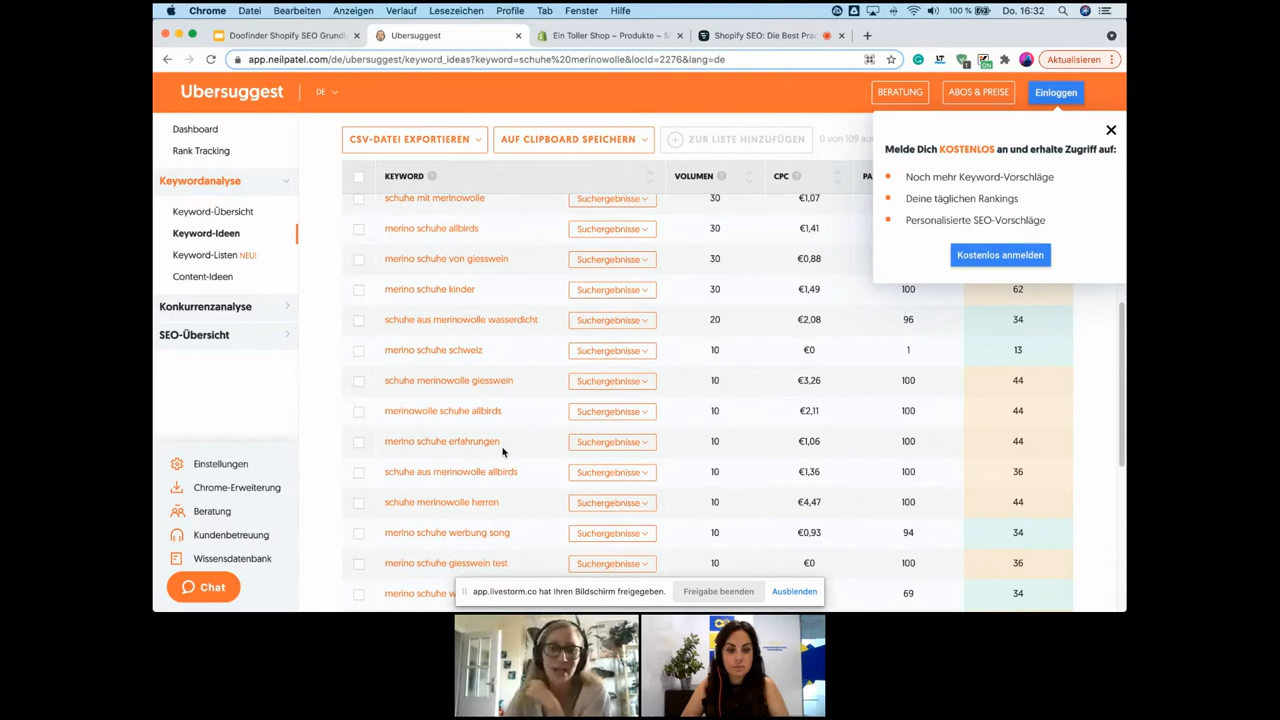 Chrome Datei Bearbeiten Anzeigen Verlauf Lesezeichen Profile Tab Fenster Hilfe 100 % Do. 16:32
Doofinder Shopify SEO Grundl
Ubersuggest
Ein Toller Shop ~ Produkte ~ S
Shopify SEO: Die Best Pra
app.neilpatel.com/de/ubersuggest/keyword_ideas?keyword=schuhe%20merinowolle&locId=2276&lang=de
Aktualisieren
Ubersuggest DE
BERATUNG ABOS & PREISE Einloggen
Dashboard
Rank Tracking
Keywordanalyse
Keyword-Übersicht
Keyword-Ideen
Keyword-Listen NEU!
Content-Ideen
Konkurrenzanalyse
SEO-Übersicht
Einstellungen
Chrome-Erweiterung
Beratung
Kundenbetreuung
Wissensdatenbank
Chat
CSV-DATEI EXPORTIEREN AUF CLIPBOARD SPEICHERN ZUR LISTE HINZUFÜGEN 0 von 109 aus
Melde Dich KOSTENLOS an und erhalte Zugriff auf:
Noch mehr Keyword-Vorschläge
Deine täglichen Rankings
Personalisierte SEO-Vorschläge
Kostenlos anmelden
KEYWORD VOLUMEN CPC PA
schuhe mit merinowolle Suchergebnisse 30 €1,07
merino schuhe allbirds Suchergebnisse 30 €1,41
merino schuhe von giesswein Suchergebnisse 30 €0,88
merino schuhe kinder Suchergebnisse 30 €1,49 100 62
schuhe aus merinowolle wasserdicht Suchergebnisse 20 €2,08 96 34
merino schuhe schweiz Suchergebnisse 10 €0 1 13
schuhe merinowolle giesswein Suchergebnisse 10 €3,26 100 44
merinowolle schuhe allbirds Suchergebnisse 10 €2,11 100 44
merino schuhe erfahrungen Suchergebnisse 10 €1,06 100 44
schuhe aus merinowolle allbirds Suchergebnisse 10 €1,36 100 36
schuhe merinowolle herren Suchergebnisse 10 €4,47 100 44
merino schuhe werbung song Suchergebnisse 10 €0,93 94 34
merino schuhe giesswein test Suchergebnisse 10 €0 100 36
merino schuhe w 69 34
app.livestorm.co hat Ihren Bildschirm freigegeben. Freigabe beenden Ausblenden